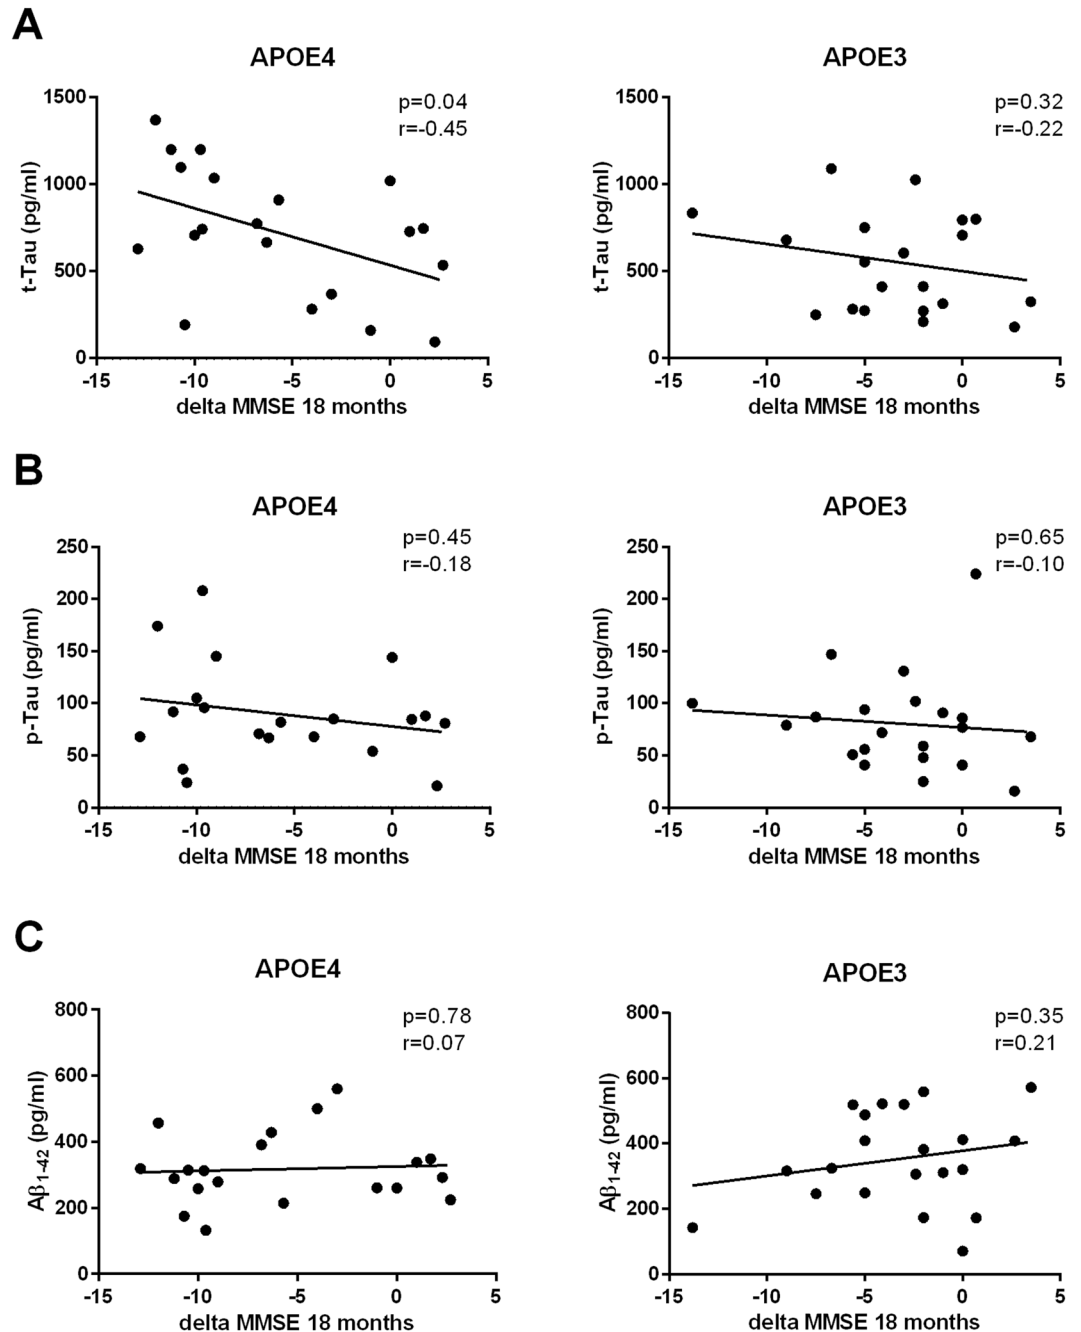 A
APOE4
p=0.04
r=-0.45
t-Tau (pg/ml)
1500
1000
500
0
-15 -10 -5 0 5
delta MMSE 18 months
APOE3
p=0.32
r=-0.22
t-Tau (pg/ml)
1500
1000
500
0
-15 -10 -5 0 5
delta MMSE 18 months
B
APOE4
p=0.45
r=-0.18
p-Tau (pg/ml)
250
200
150
100
50
0
-15 -10 -5 0 5
delta MMSE 18 months
APOE3
p=0.65
r=-0.10
p-Tau (pg/ml)
250
200
150
100
50
0
-15 -10 -5 0 5
delta MMSE 18 months
C
APOE4
p=0.78
r=0.07
Aβ1-42 (pg/ml)
800
600
400
200
0
-15 -10 -5 0 5
delta MMSE 18 months
APOE3
p=0.35
r=0.21
Aβ1-42 (pg/ml)
800
600
400
200
0
-15 -10 -5 0 5
delta MMSE 18 months